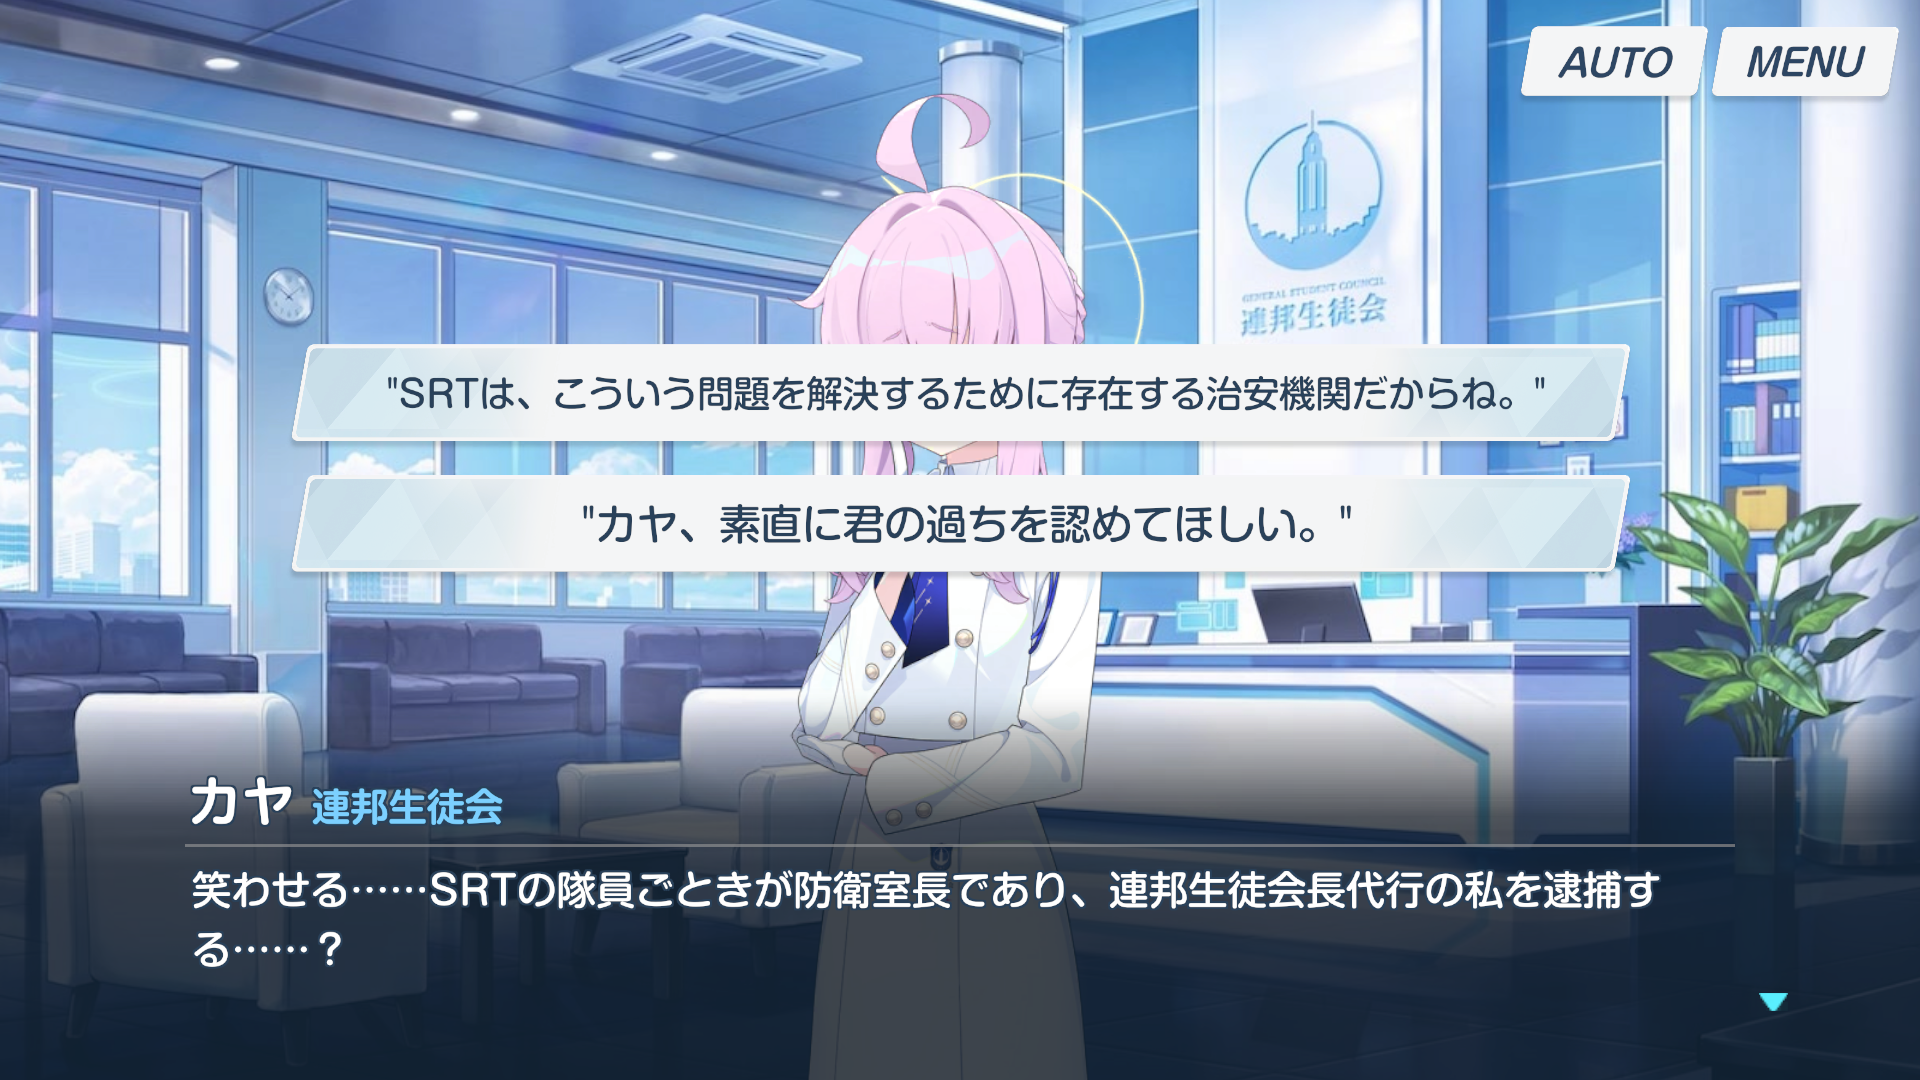 AUTO
MENU
GENERAL STUDENT COUNCIL
連邦生徒会
"SRTは、こういう問題を解決するために存在する治安機関だからね。"
"カヤ、素直に君の過ちを認めてほしい。"
カヤ 連邦生徒会
笑わせる……SRTの隊員ごときが防衛室長であり、連邦生徒会長代行の私を逮捕す
る……？